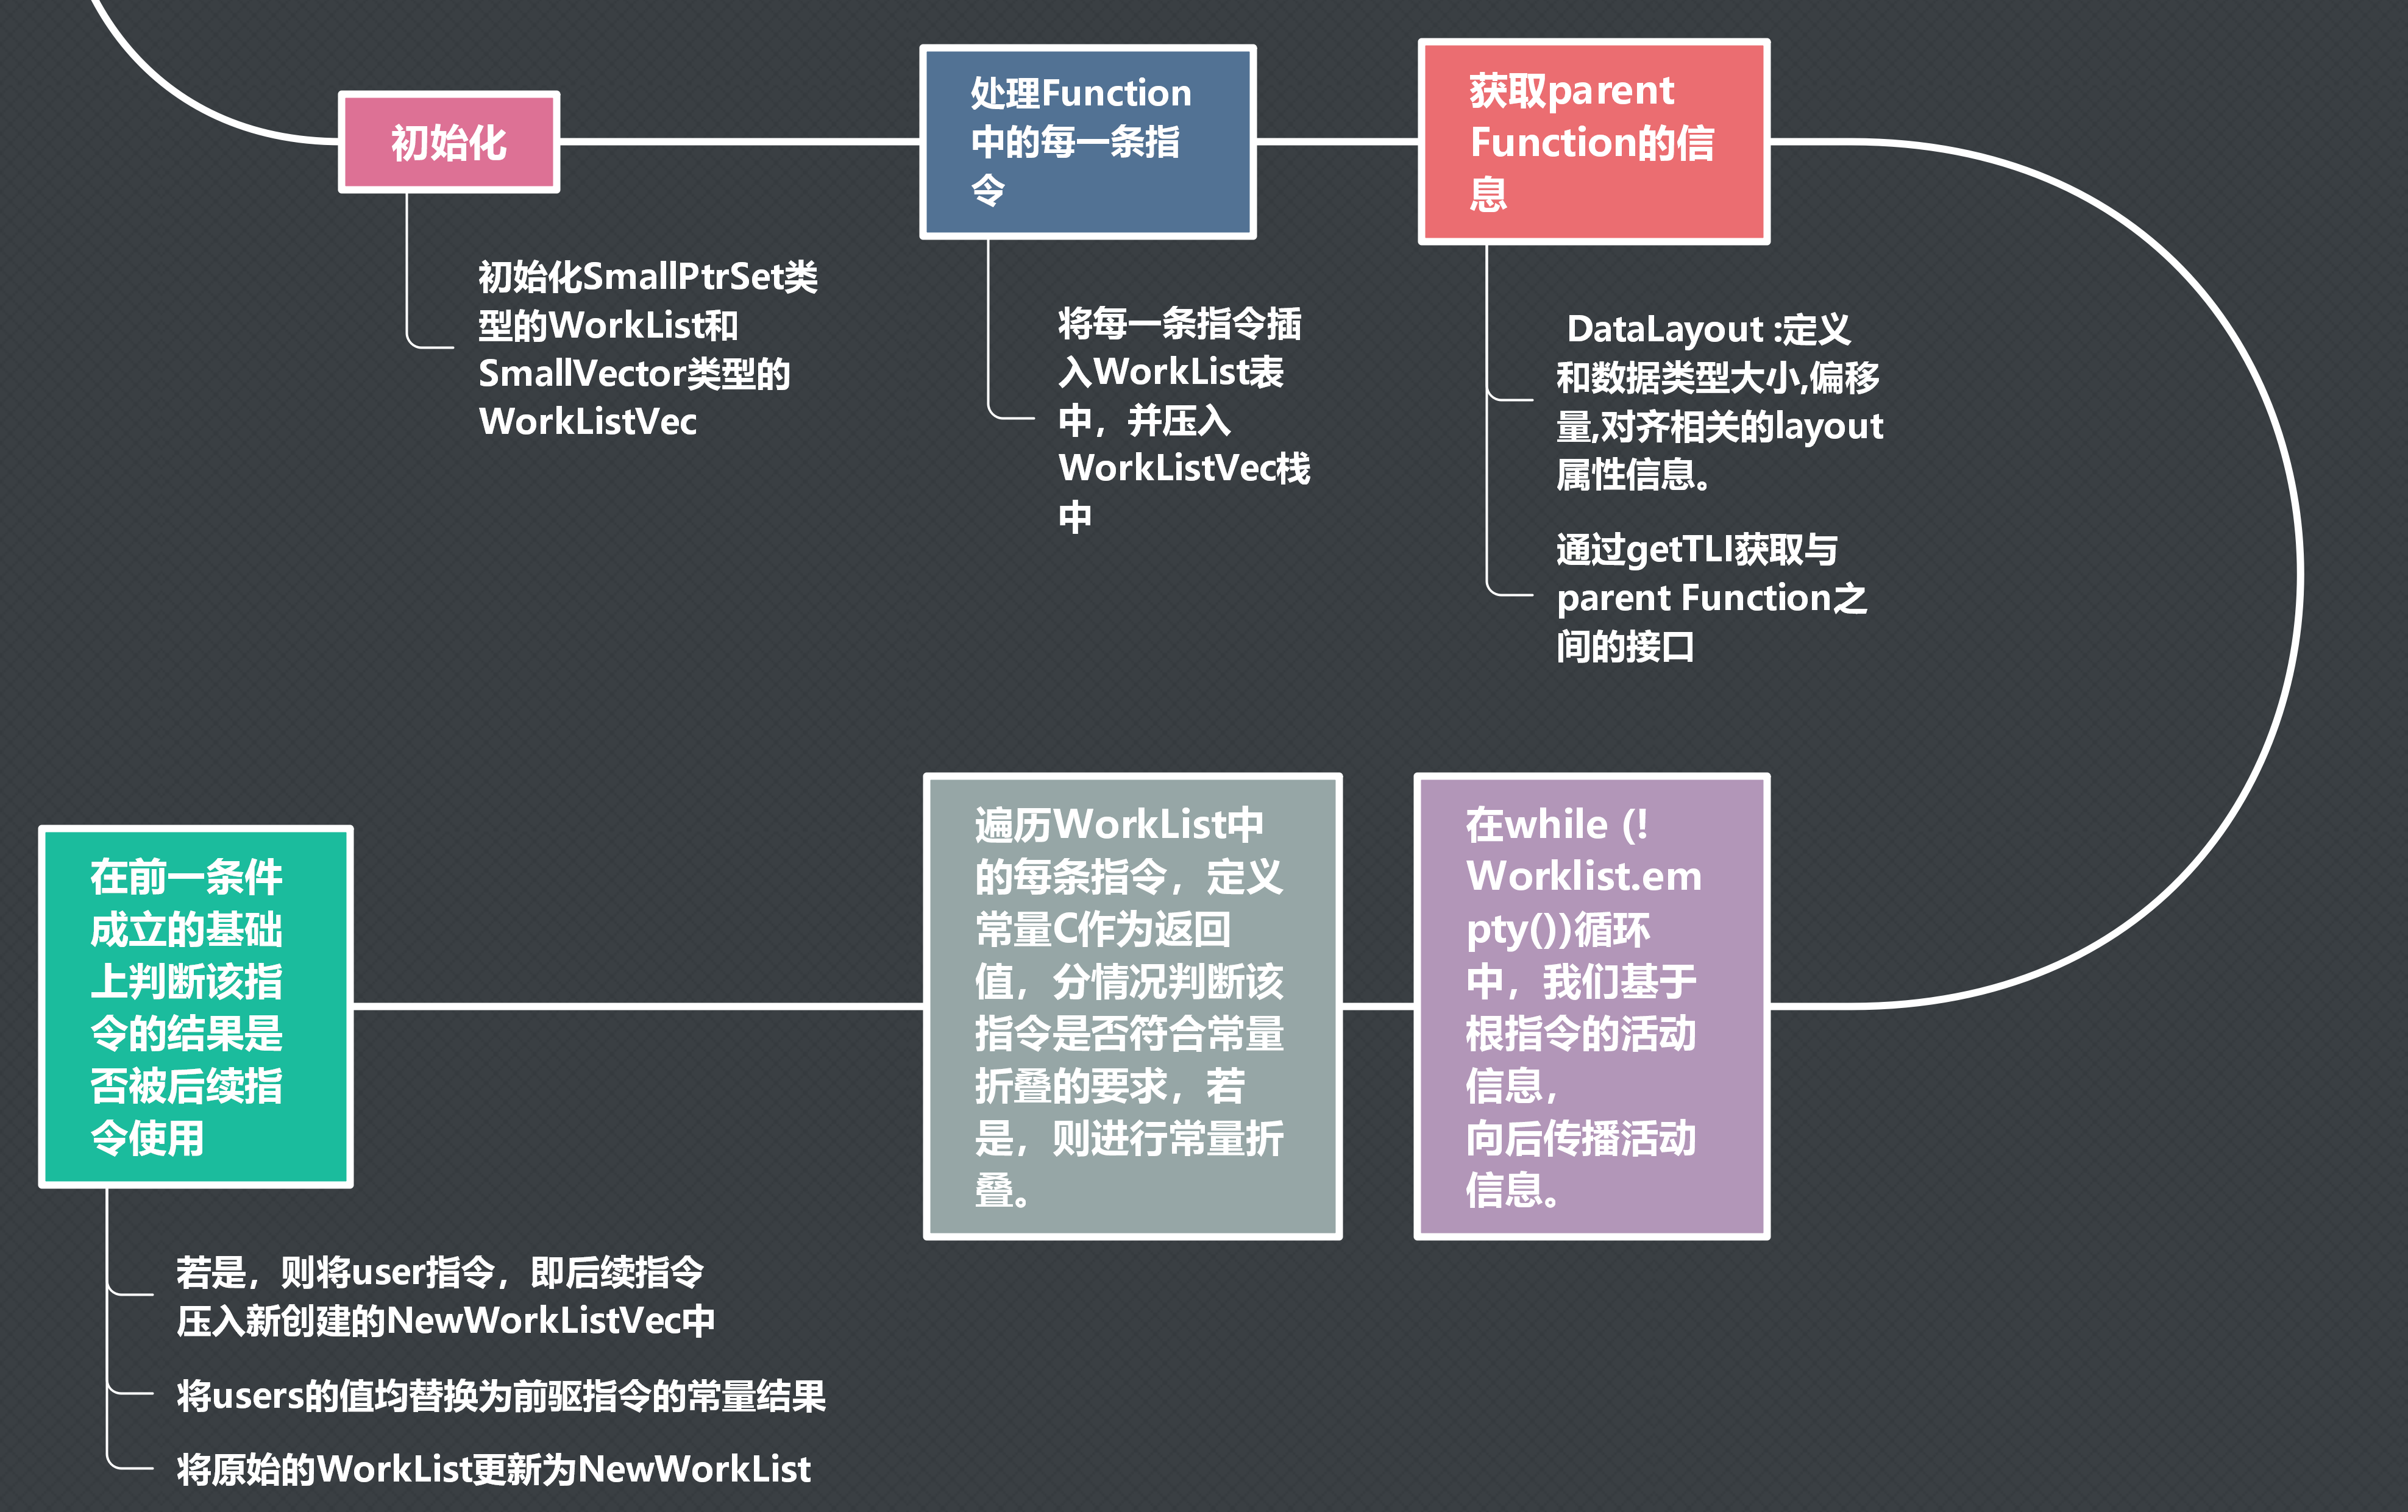 初始化
初始化SmallPtrSet类
型的WorkList和
SmallVector类型的
WorkListVec
处理Function
中的每一条指
令
将每一条指令插
入WorkList表
中，并压入
WorkListVec栈
中
获取parent
Function的信
息
DataLayout :定义
和数据类型大小,偏移
量,对齐相关的layout
属性信息。
通过getTLI获取与
parent Function之
间的接口
在while (!
Worklist.em
pty())循环
中，我们基于
根指令的活动
信息，
向后传播活动
信息。
遍历WorkList中
的每条指令，定义
常量C作为返回
值，分情况判断该
指令是否符合常量
折叠的要求，若
是，则进行常量折
叠。
在前一条件
成立的基础
上判断该指
令的结果是
否被后续指
令使用
若是，则将user指令，即后续指令
压入新创建的NewWorkListVec中
将users的值均替换为前驱指令的常量结果
将原始的WorkList更新为NewWorkList